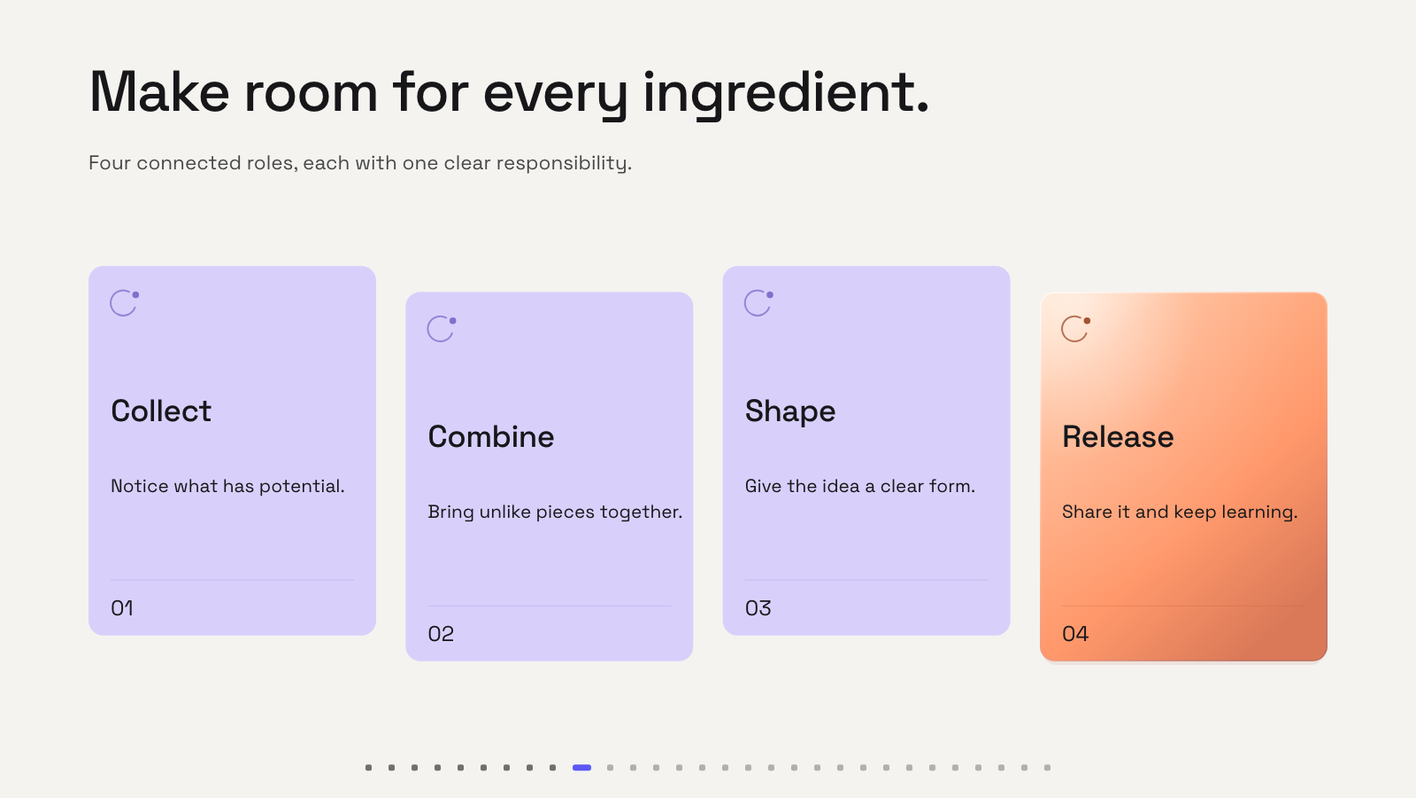 Make room for every ingredient.
Four connected roles, each with one clear responsibility.
Collect
Notice what has potential.
01
Combine
Bring unlike pieces together.
02
Shape
Give the idea a clear form.
03
Release
Share it and keep learning.
04